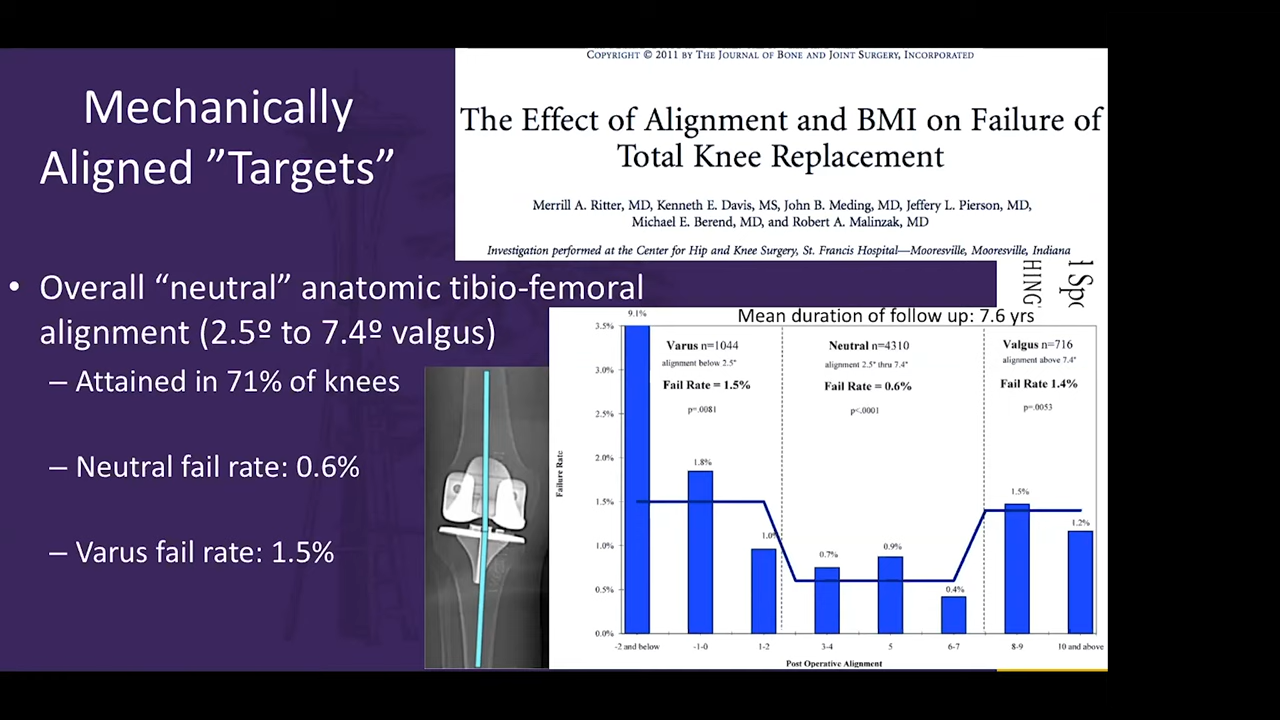 Mechanically
Aligned ”Targets”
COPYRIGHT © 2011 BY THE JOURNAL OF BONE AND JOINT SURGERY, INCORPORATED
The Effect of Alignment and BMI on Failure of
Total Knee Replacement
Merrill A. Ritter, MD, Kenneth E. Davis, MS, John B. Meding, MD, Jeffery L. Pierson, MD,
Michael E. Berend, MD, and Robert A. Malinzak, MD
Investigation performed at the Center for Hip and Knee Surgery, St. Francis Hospital—Mooresville, Mooresville, Indiana
• Overall “neutral” anatomic tibio-femoral
alignment (2.5º to 7.4º valgus)
– Attained in 71% of knees
– Neutral fail rate: 0.6%
– Varus fail rate: 1.5%
HING
Mean duration of follow up: 7.6 yrs
9.1%
3.5%
3.0%
2.5%
2.0%
1.5%
1.0%
0.5%
0.0%
Failure Rate
Varus n=1044
alignment below 2.5°
Fail Rate = 1.5%
p=.0081
Neutral n=4310
alignment 2.5° thru 7.4°
Fail Rate = 0.6%
p<.0001
Valgus n=716
alignment above 7.4°
Fail Rate 1.4%
p=.0053
1.8%
1.0%
0.7%
0.9%
0.4%
1.5%
1.2%
-2 and below
-1-0
1-2
3-4
5
6-7
8-9
10 and above
Post Operative Alignment